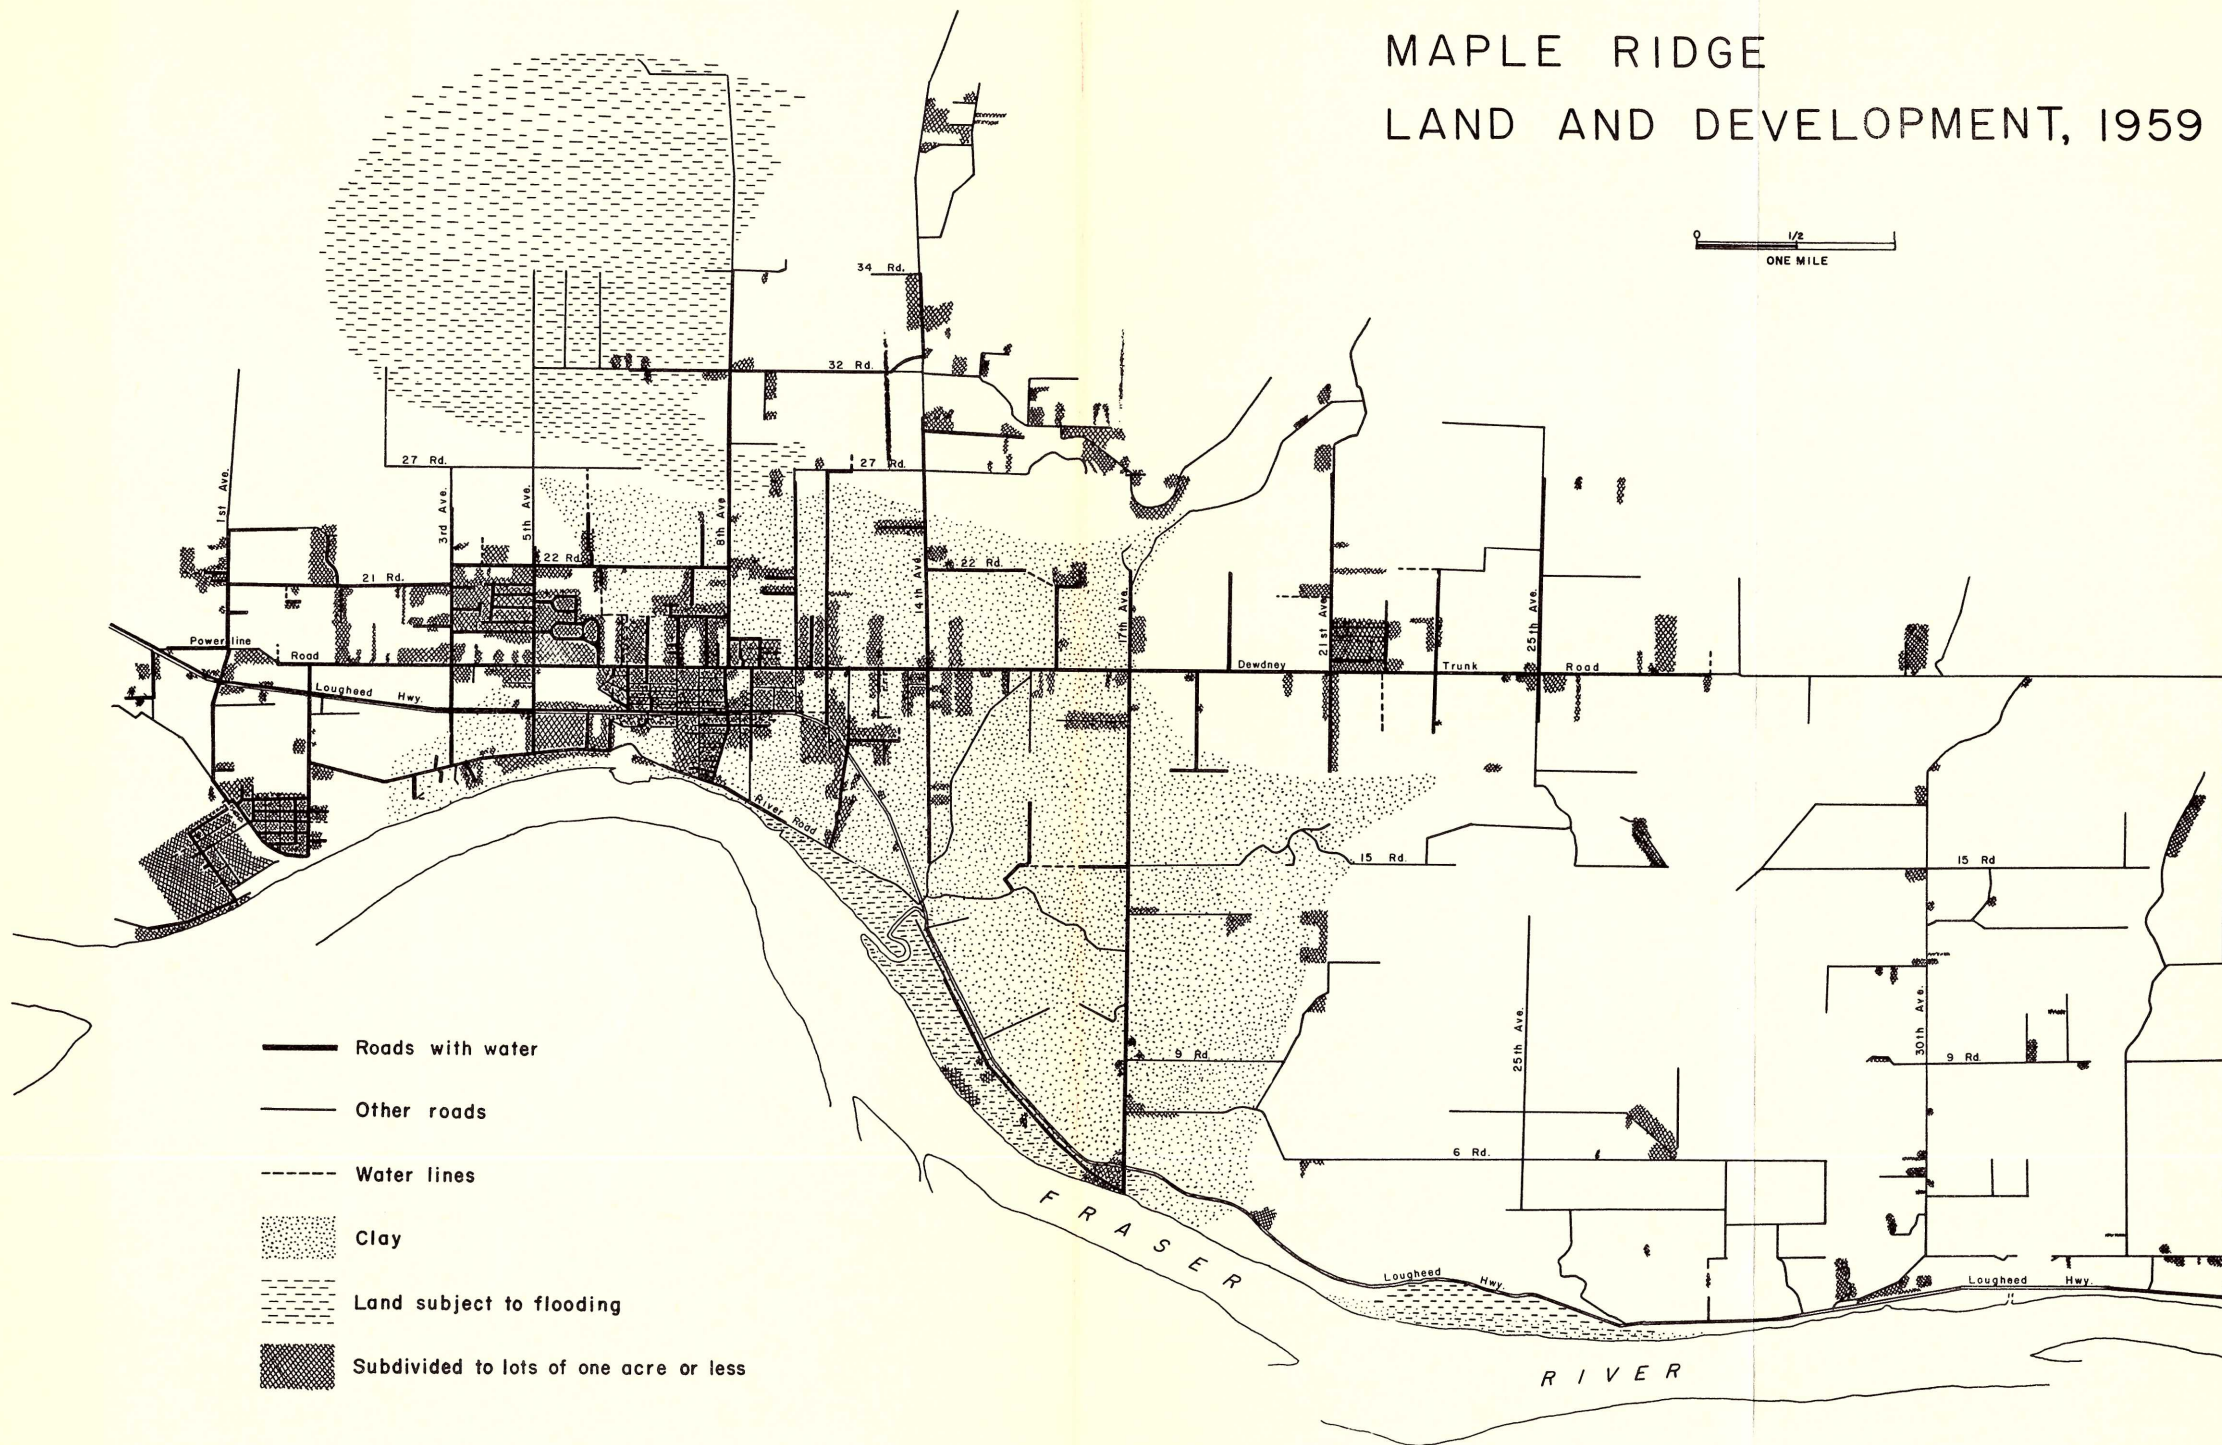 MAPLE RIDGE
LAND AND DEVELOPMENT, 1959
0 1/2 1
ONE MILE
34 Rd.
32 Rd.
27 Rd.
27 Rd.
1st Ave.
3rd Ave.
5th Ave.
8th Ave
22 Rd.
21 Rd.
22 Rd.
14th Ave.
17th Ave.
21st Ave.
25th Ave.
Power line
Road
Dewdney Trunk Road
Lougheed Hwy.
River Road
15 Rd.
15 Rd
9 Rd.
9 Rd.
25th Ave.
30th Ave.
6 Rd.
Lougheed Hwy.
Lougheed Hwy.
FRASER
RIVER
Roads with water
Other roads
Water lines
Clay
Land subject to flooding
Subdivided to lots of one acre or less